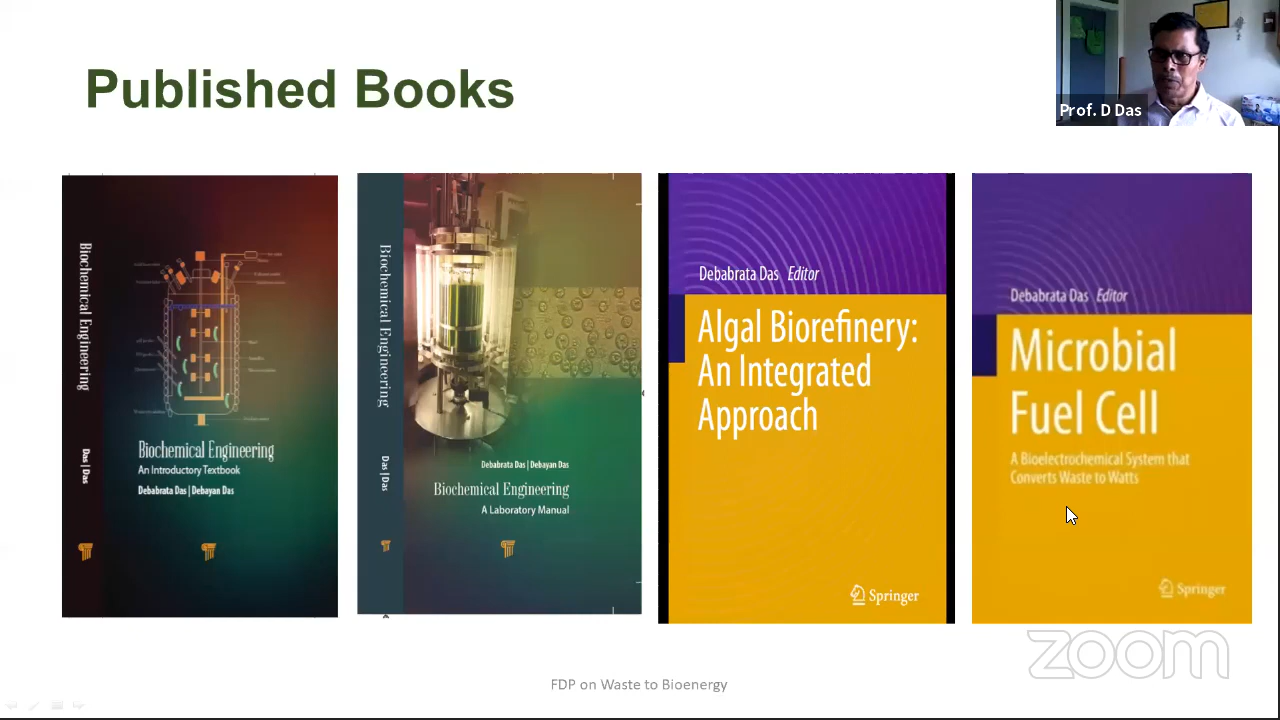 Published Books
Prof. D Das
Biochemical Engineering
Das | Das
Biochemical Engineering
An Introductory Textbook
Debabrata Das | Debayan Das
Biochemical Engineering
Das | Das
Debabrata Das | Debayan Das
Biochemical Engineering
A Laboratory Manual
Debabrata Das Editor
Algal Biorefinery:
An Integrated
Approach
Springer
Debabrata Das Editor
Microbial
Fuel Cell
A Bioelectrochemical System that
Converts Waste to Watts
Springer
zoom
FDP on Waste to Bioenergy